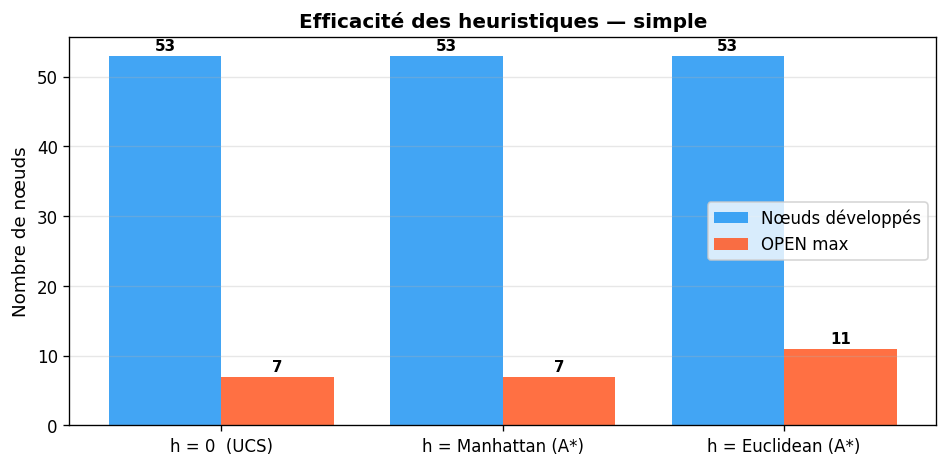 Efficacité des heuristiques — simple
Nombre de nœuds
50
40
30
20
10
0
53
7
53
7
53
11
Nœuds développés
OPEN max
h = 0  (UCS)
h = Manhattan (A*)
h = Euclidean (A*)